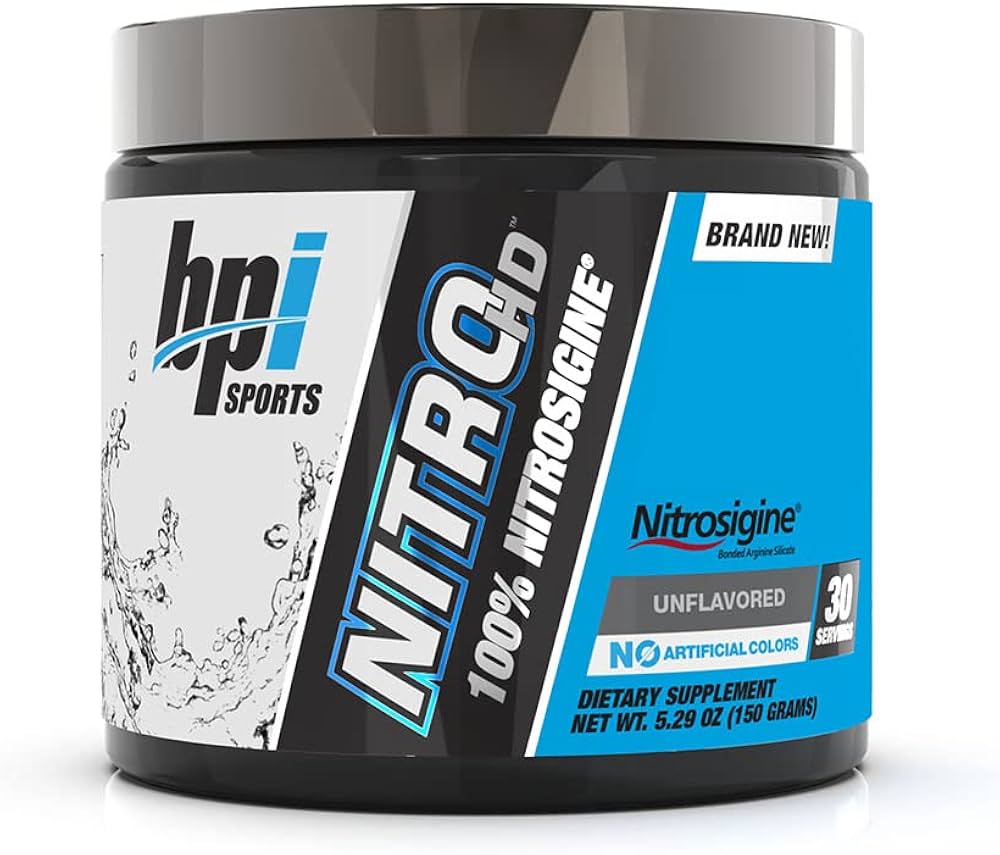 bpi
SPORTS
NITRO HD™
100% NITROSIGINE®
BRAND NEW!
Nitrosigine®
Bonded Arginine Silicate
UNFLAVORED
30
SERVINGS
NO ARTIFICIAL COLORS
DIETARY SUPPLEMENT
NET WT. 5.29 OZ (150 GRAMS)